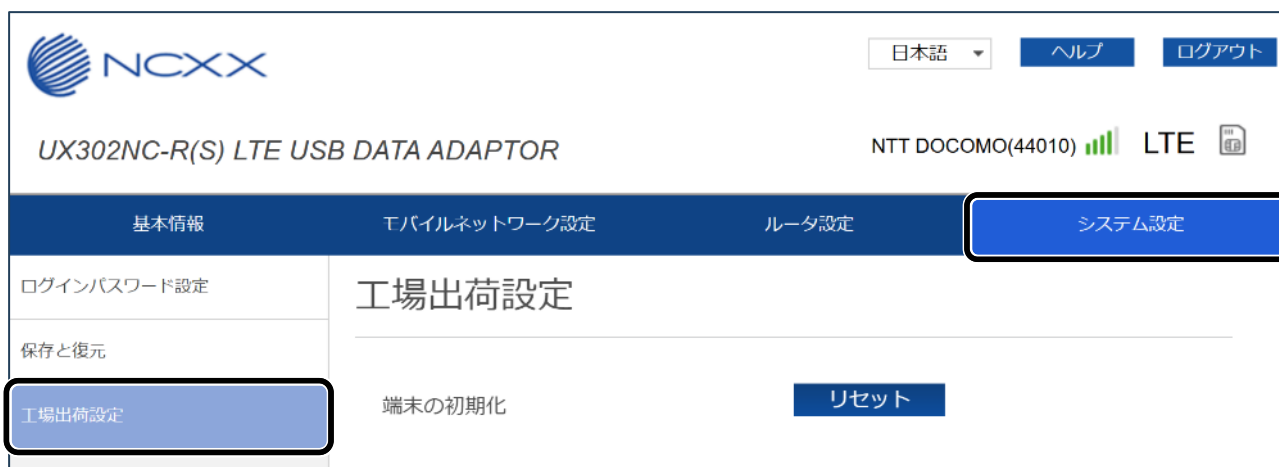 NCXX
日本語
ヘルプ
ログアウト
UX302NC-R(S) LTE USB DATA ADAPTOR
NTT DOCOMO(44010) LTE
基本情報
モバイルネットワーク設定
ルータ設定
システム設定
ログインパスワード設定
保存と復元
工場出荷設定
工場出荷設定
端末の初期化
リセット